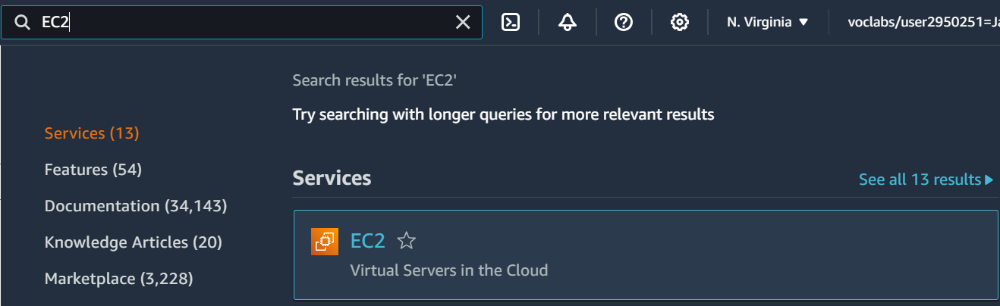 EC2
N. Virginia
voclabs/user2950251=Ja
Search results for 'EC2'
Try searching with longer queries for more relevant results
Services (13)
Features (54)
Documentation (34,143)
Knowledge Articles (20)
Marketplace (3,228)
Services
See all 13 results
EC2
Virtual Servers in the Cloud